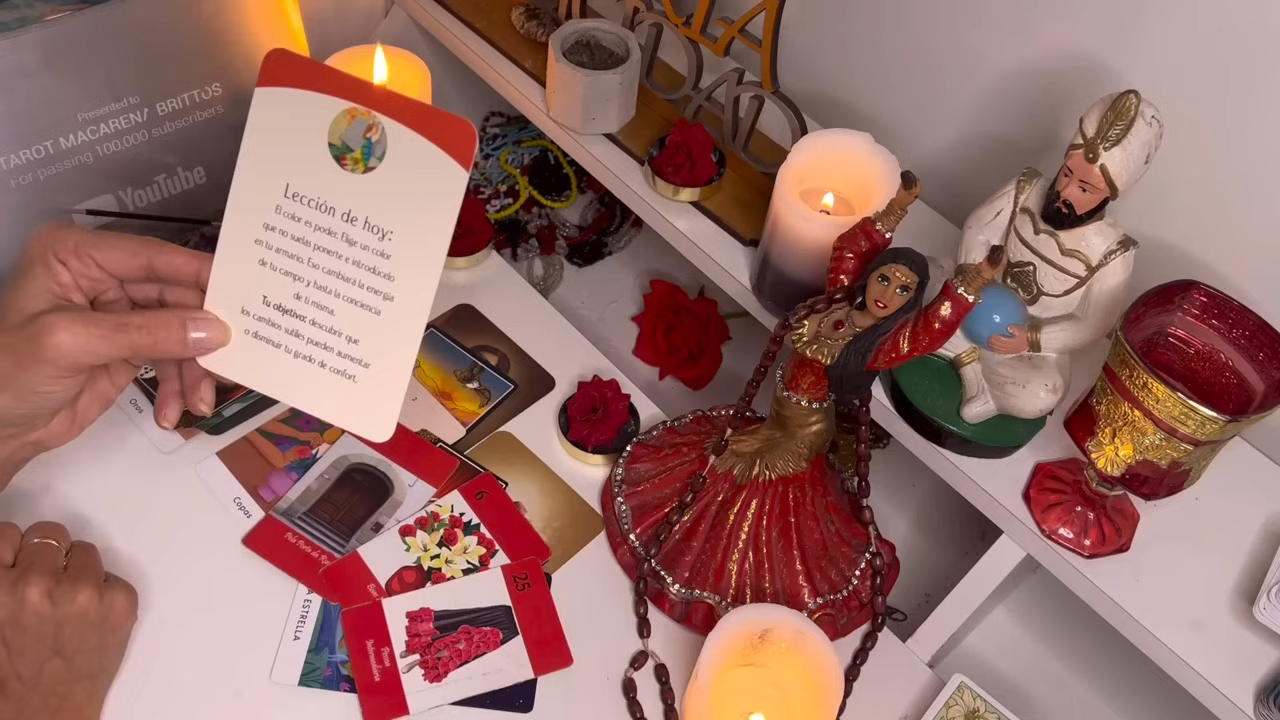 Presented to
TAROT MACARENA BRITTOS
For passing 100,000 subscribers
YouTube
Lección de hoy:
El color es poder. Elige un color
que no sueles ponerte e introdúcelo
en tu armario. Eso cambiará la energía
de tu campo y hasta la conciencia
de ti misma.
Tu objetivo: descubrir que
los cambios sutiles pueden aumentar
o disminuir tu grado de confort.
Oros
Copas
6
25
ESTRELLA